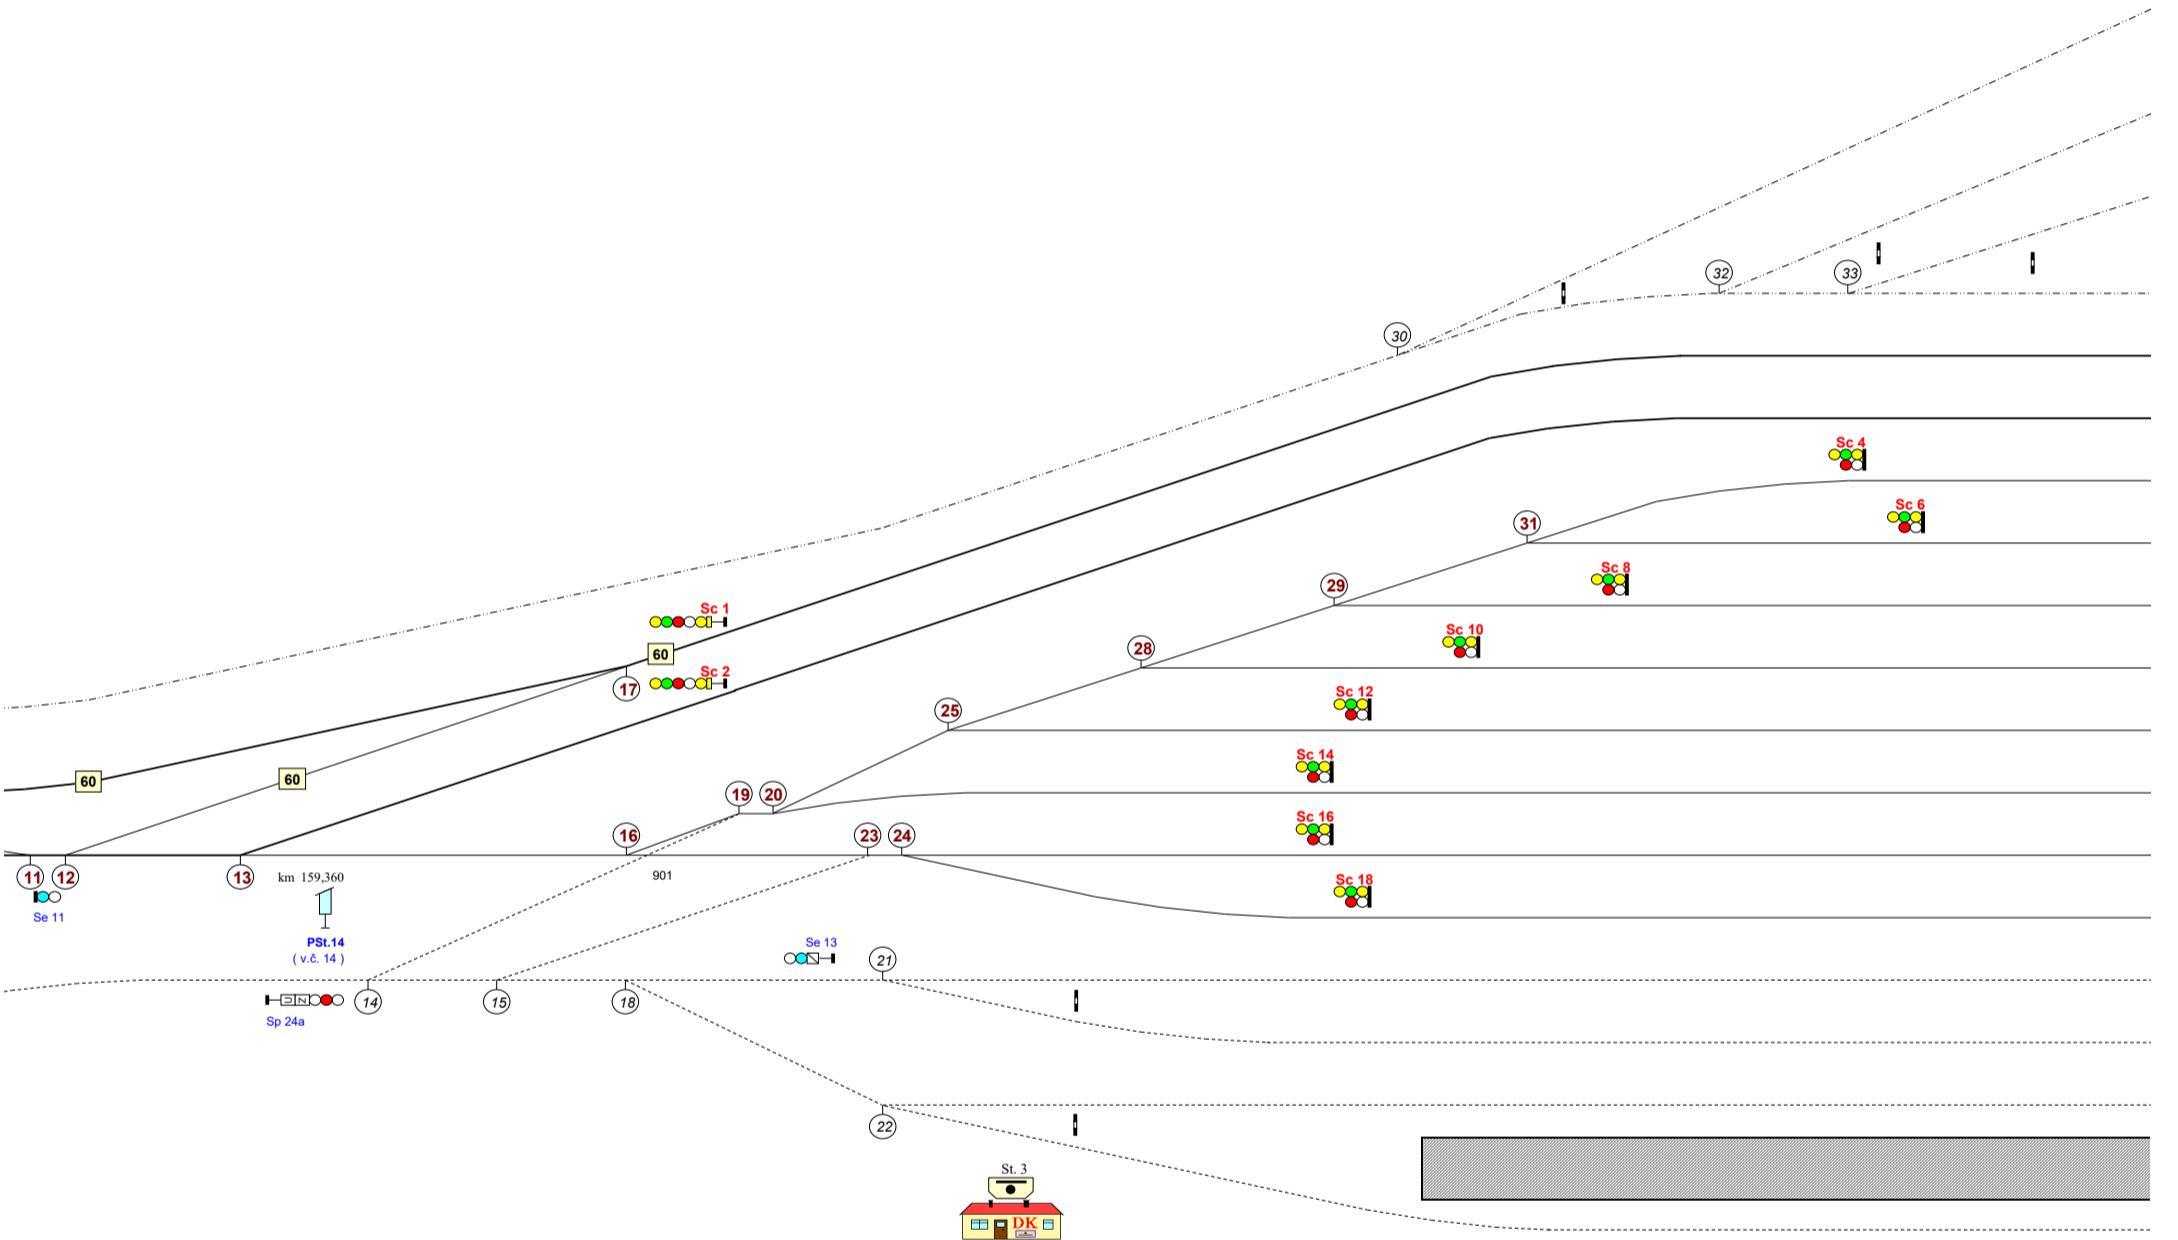 32
33
30
Sc 4
Sc 6
31
Sc 8
29
Sc 1
Sc 10
28
60
Sc 2
17
Sc 12
25
Sc 14
60
60
19
20
Sc 16
16
23
24
11
12
13
km 159,360
901
Sc 18
Se 11
PSt.14
( v.č. 14 )
Se 13
21
U Z
14
15
18
Sp 24a
22
St. 3
DK